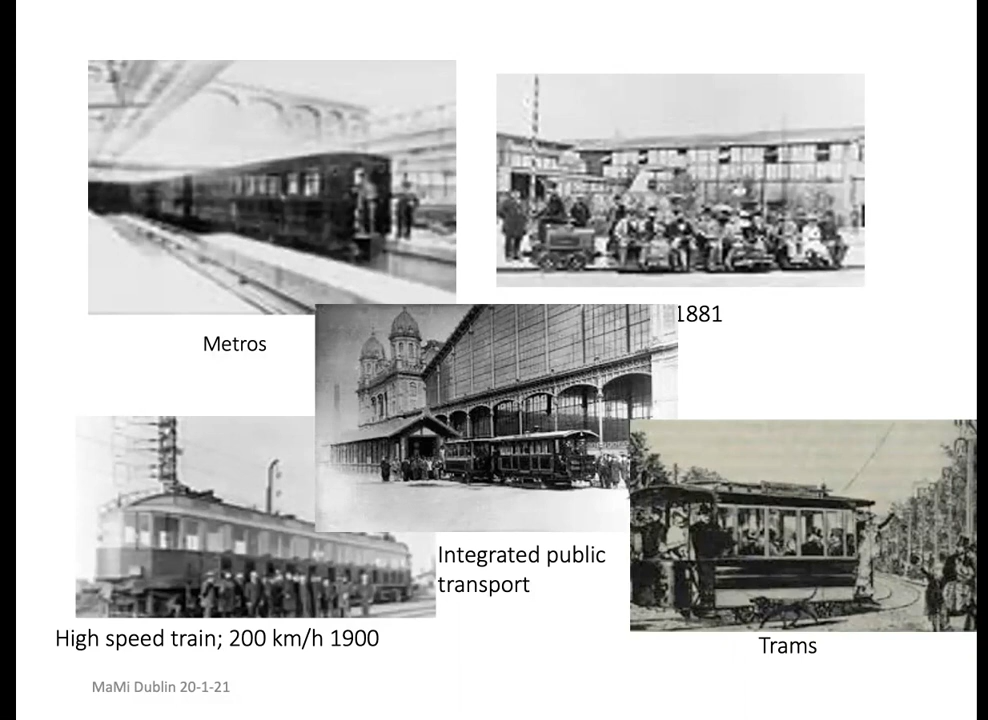 1881
Metros
Integrated public
transport
High speed train; 200 km/h 1900
Trams
MaMi Dublin 20-1-21